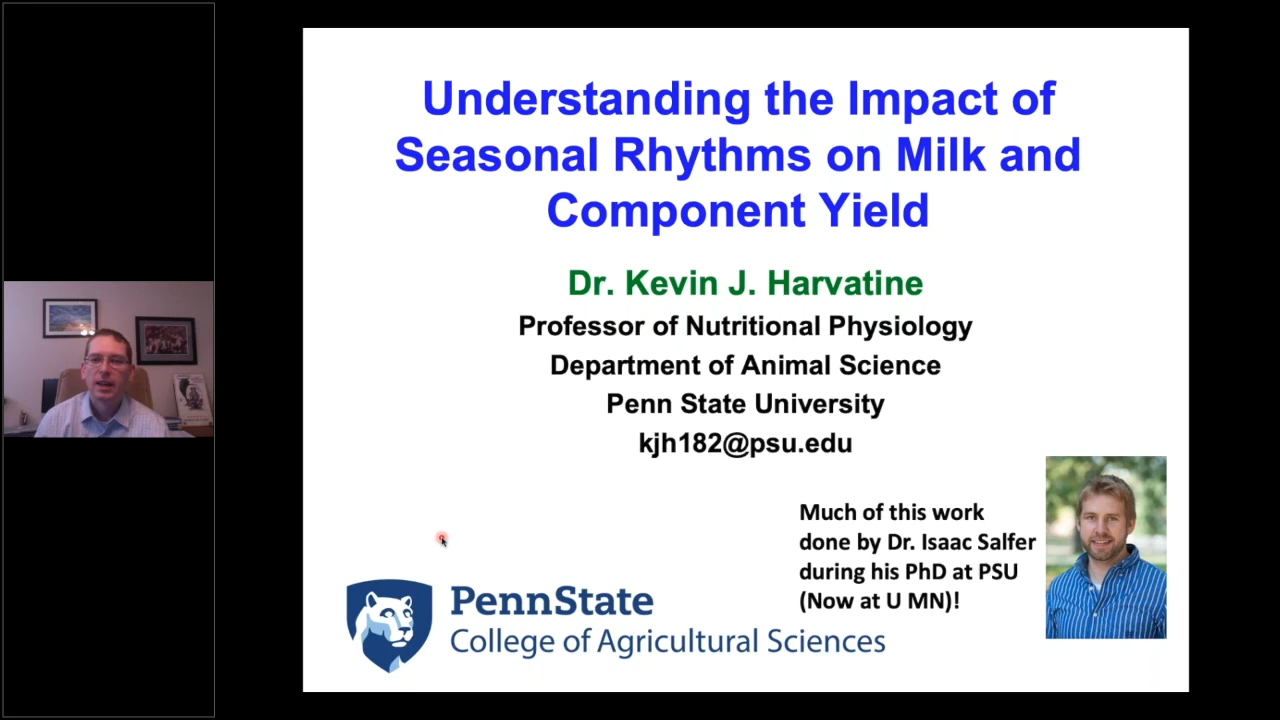 Understanding the Impact of
Seasonal Rhythms on Milk and
Component Yield
Dr. Kevin J. Harvatine
Professor of Nutritional Physiology
Department of Animal Science
Penn State University
kjh182@psu.edu
Much of this work
done by Dr. Isaac Salfer
during his PhD at PSU
(Now at U MN)!
PennState
College of Agricultural Sciences